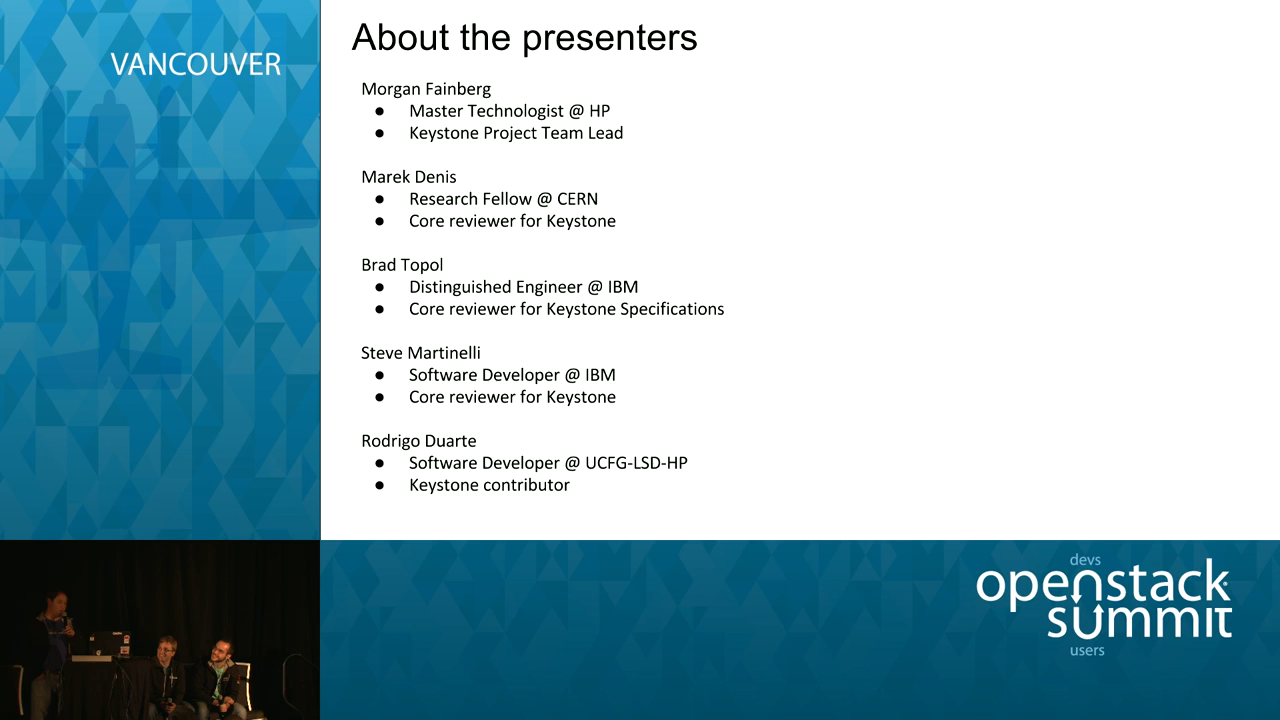 VANCOUVER
About the presenters
Morgan Fainberg
● Master Technologist @ HP
● Keystone Project Team Lead
Marek Denis
● Research Fellow @ CERN
● Core reviewer for Keystone
Brad Topol
● Distinguished Engineer @ IBM
● Core reviewer for Keystone Specifications
Steve Martinelli
● Software Developer @ IBM
● Core reviewer for Keystone
Rodrigo Duarte
● Software Developer @ UCFG-LSD-HP
● Keystone contributor
devs
openstack
summit
users